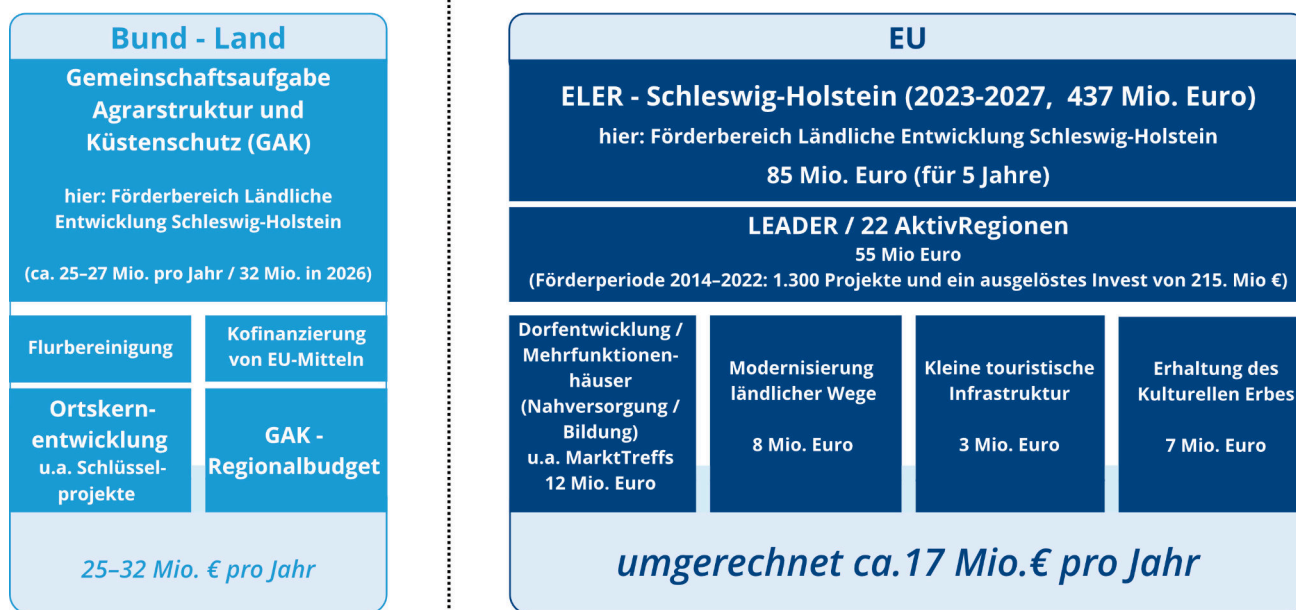 Bund - Land
Gemeinschaftsaufgabe
Agrarstruktur und
Küstenschutz (GAK)
hier: Förderbereich Ländliche
Entwicklung Schleswig-Holstein
(ca. 25–27 Mio. pro Jahr / 32 Mio. in 2026)
Flurbereinigung
Kofinanzierung
von EU-Mitteln
Ortskern-
entwicklung
u.a. Schlüssel-
projekte
GAK -
Regionalbudget
25–32 Mio. € pro Jahr
EU
ELER - Schleswig-Holstein (2023-2027, 437 Mio. Euro)
hier: Förderbereich Ländliche Entwicklung Schleswig-Holstein
85 Mio. Euro (für 5 Jahre)
LEADER / 22 AktivRegionen
55 Mio Euro
(Förderperiode 2014–2022: 1.300 Projekte und ein ausgelöstes Invest von 215. Mio €)
Dorfentwicklung /
Mehrfunktionen-
häuser
(Nahversorgung /
Bildung)
u.a. MarktTreffs
12 Mio. Euro
Modernisierung
ländlicher Wege
8 Mio. Euro
Kleine touristische
Infrastruktur
3 Mio. Euro
Erhaltung des
Kulturellen Erbes
7 Mio. Euro
umgerechnet ca.17 Mio.€ pro Jahr